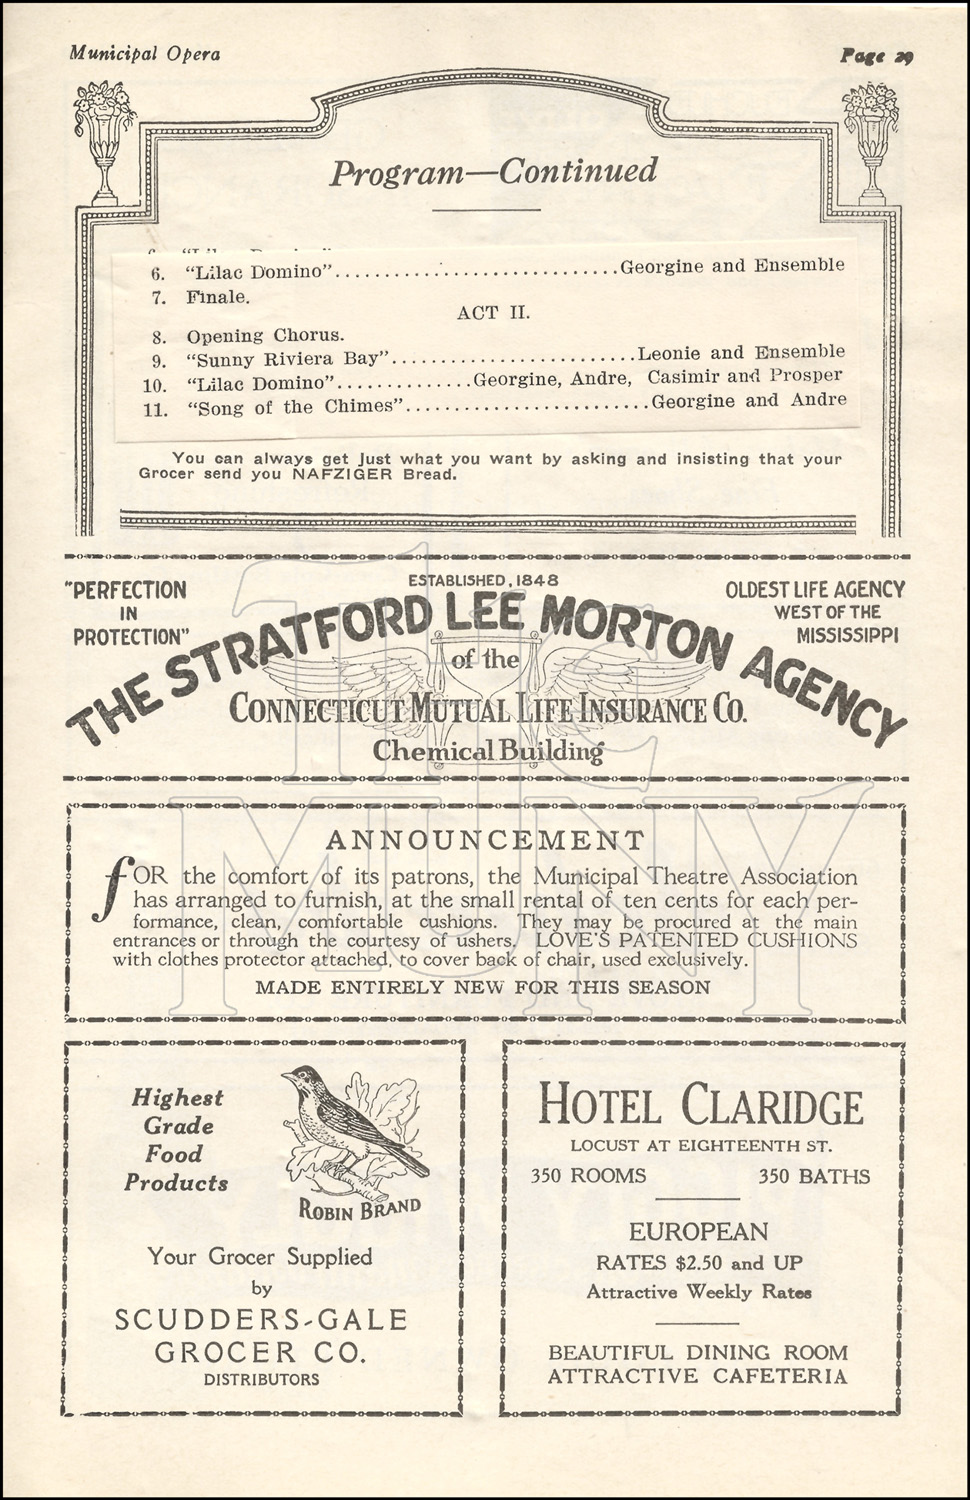 Municipal Opera
Page 29
Program—Continued
6. “Lilac Domino”............................Georgine and Ensemble
7. Finale.
ACT II.
8. Opening Chorus.
9. “Sunny Riviera Bay”........................Leonie and Ensemble
10. “Lilac Domino”.............Georgine, Andre, Casimir and Prosper
11. “Song of the Chimes”.........................Georgine and Andre
You can always get just what you want by asking and insisting that your
Grocer send you NAFZIGER Bread.
"PERFECTION
IN
PROTECTION"
ESTABLISHED, 1848
OLDEST LIFE AGENCY
WEST OF THE
MISSISSIPPI
THE STRATFORD LEE MORTON AGENCY
of the
CONNECTICUT MUTUAL LIFE INSURANCE CO.
Chemical Building
The
MUNY
ANNOUNCEMENT
fOR the comfort of its patrons, the Municipal Theatre Association
has arranged to furnish, at the small rental of ten cents for each per-
formance, clean, comfortable cushions. They may be procured at the main
entrances or through the courtesy of ushers. LOVE'S PATENTED CUSHIONS
with clothes protector attached, to cover back of chair, used exclusively.
MADE ENTIRELY NEW FOR THIS SEASON
Highest
Grade
Food
Products
ROBIN BRAND
Your Grocer Supplied
by
SCUDDERS-GALE
GROCER CO.
DISTRIBUTORS
HOTEL CLARIDGE
LOCUST AT EIGHTEENTH ST.
350 ROOMS 350 BATHS
EUROPEAN
RATES $2.50 and UP
Attractive Weekly Rates
BEAUTIFUL DINING ROOM
ATTRACTIVE CAFETERIA